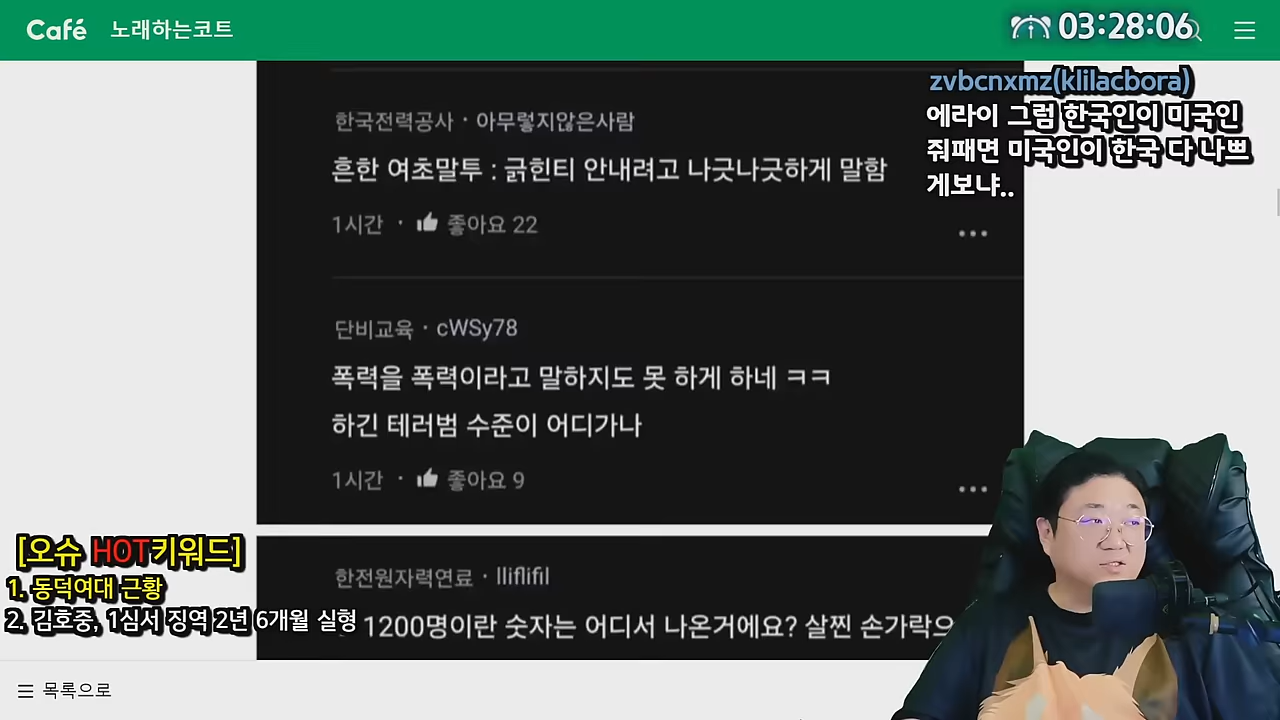 Café 노래하는코트
03:28:06
zvbcnxmz(klilacbora)
에라이 그럼 한국인이 미국인
줘패면 미국인이 한국 다 나쁘
게보냐..
한국전력공사 · 아무렇지않은사람
흔한 여초말투 : 긁힌티 안내려고 나긋나긋하게 말함
1시간 · 좋아요 22
단비교육 · cWSy78
폭력을 폭력이라고 말하지도 못 하게 하네 ㅋㅋ
하긴 테러범 수준이 어디가나
1시간 · 좋아요 9
[오슈 HOT키워드]
1. 동덕여대 근황
2. 김호중, 1심서 징역 2년 6개월 실형
한전원자력연료 ·
1200명이란 숫자는 어디서 나온거에요? 살찐 손가락으
목록으로